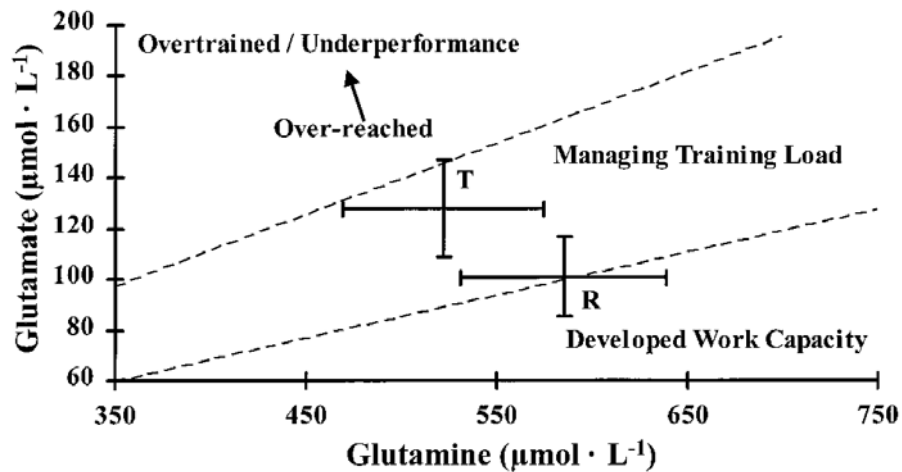 200
180
160
140
120
100
80
60
Glutamate (µmol · L⁻¹)
Overtrained / Underperformance
Over-reached
Managing Training Load
T
R
Developed Work Capacity
350 450 550 650 750
Glutamine (µmol · L⁻¹)